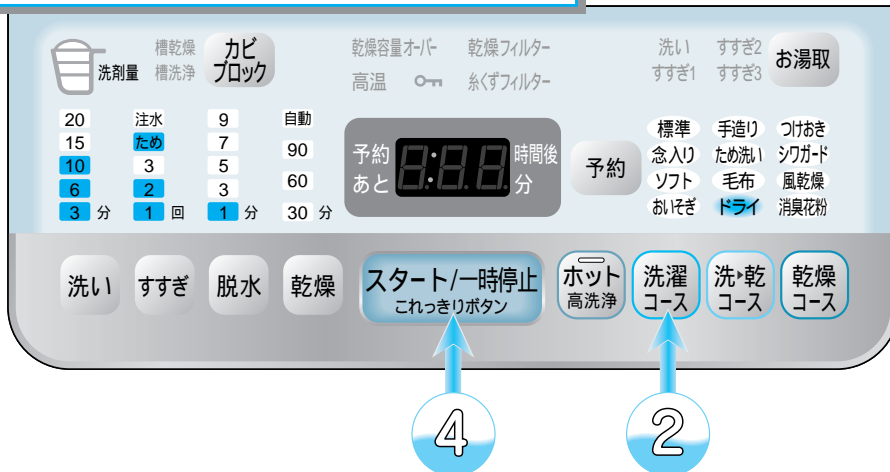 槽乾燥
槽洗浄
洗剤量
カビ
ブロック
乾燥容量オーバー 乾燥フィルター
高温 糸くずフィルター
洗い すすぎ2
すすぎ1 すすぎ3
お湯取
20 注水 9 自動
15 ため 7 90
10 3 5 60
6 2 3 30 分
3 分 1 回 1 分
予約 8:88 時間後
あと 分
予約
標準 手造り つけおき
念入り ため洗い シワガード
ソフト 毛布 風乾燥
おいそぎ ドライ 消臭花粉
洗い
すすぎ
脱水
乾燥
スタート/一時停止
これっきりボタン
ホット
高洗浄
洗濯
コース
洗▸乾
コース
乾燥
コース
4
2